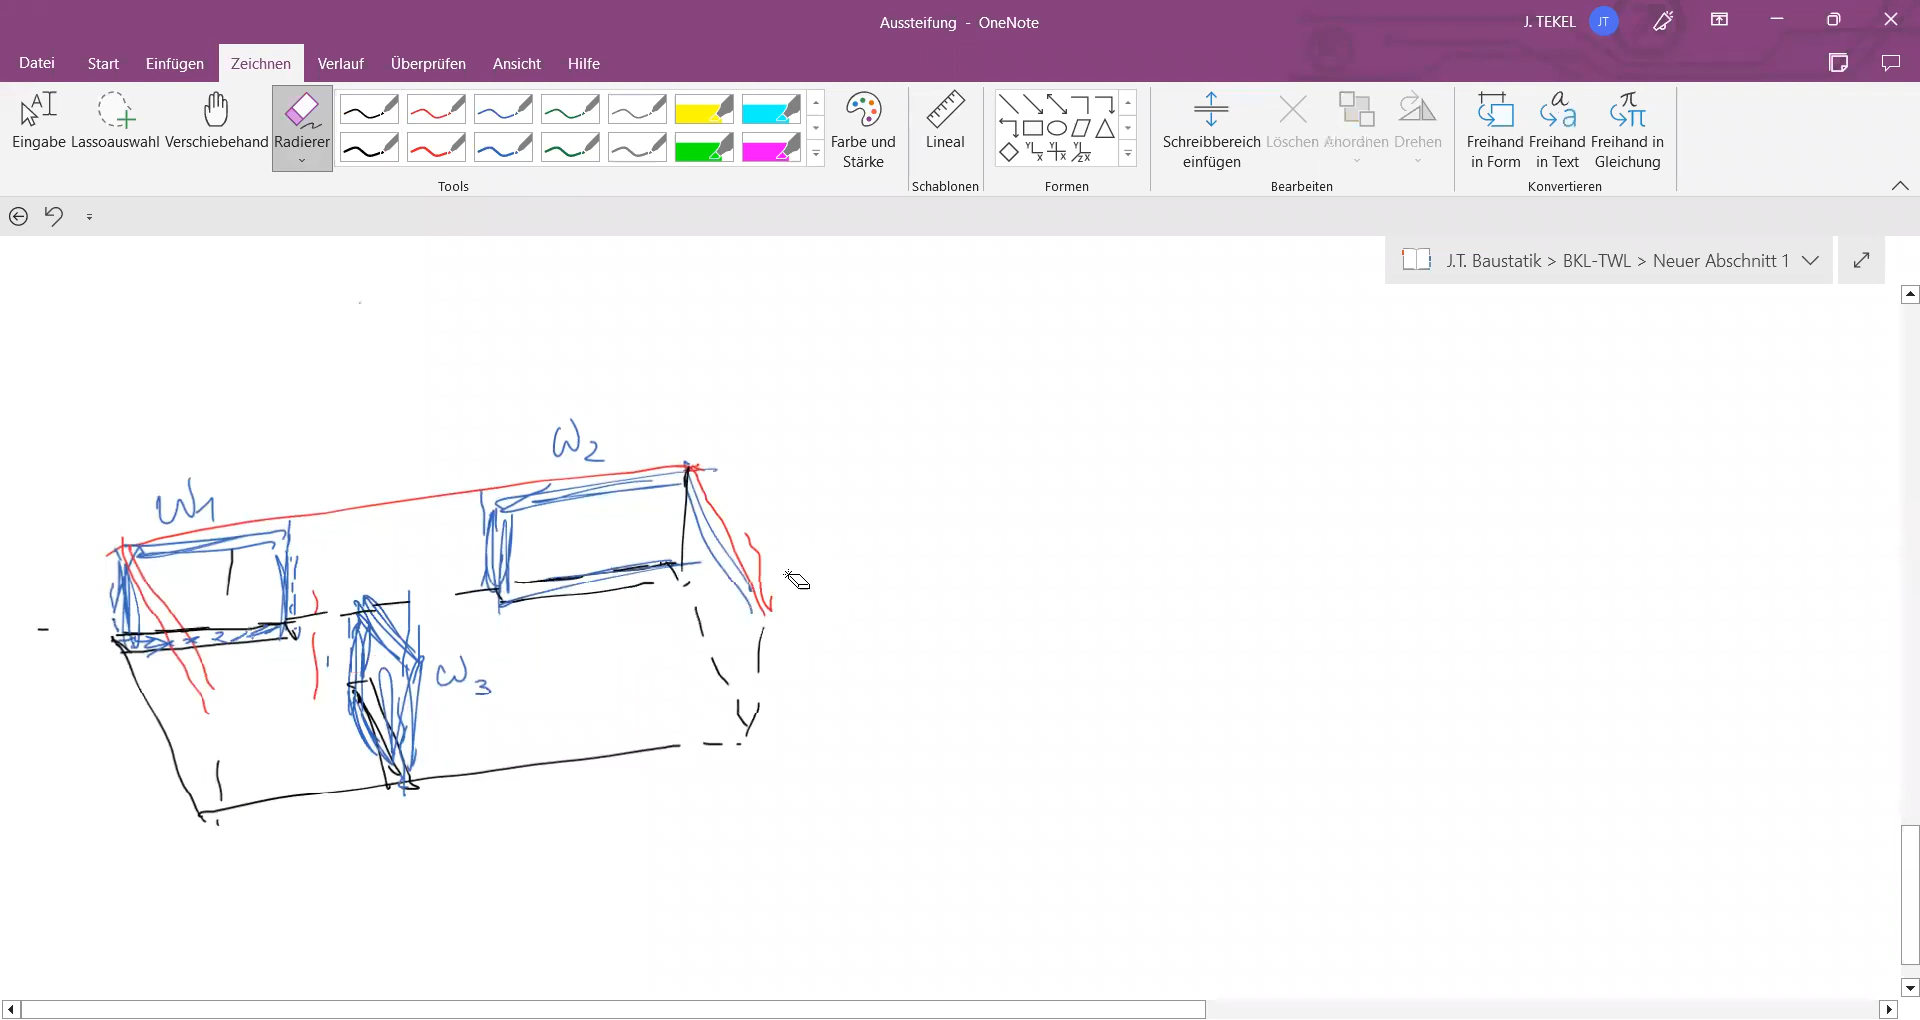 Aussteifung - OneNote
J. TEKEL
JT
Datei
Start
Einfügen
Zeichnen
Verlauf
Überprüfen
Ansicht
Hilfe
Eingabe
Lassoauswahl
Verschiebehand
Radierer
Farbe und
Stärke
Lineal
Schreibbereich
einfügen
Löschen
Anordnen
Drehen
Freihand
in Form
Freihand
in Text
Freihand in
Gleichung
Tools
Schablonen
Formen
Bearbeiten
Konvertieren
J.T. Baustatik > BKL-TWL > Neuer Abschnitt 1
W2
W1
W3